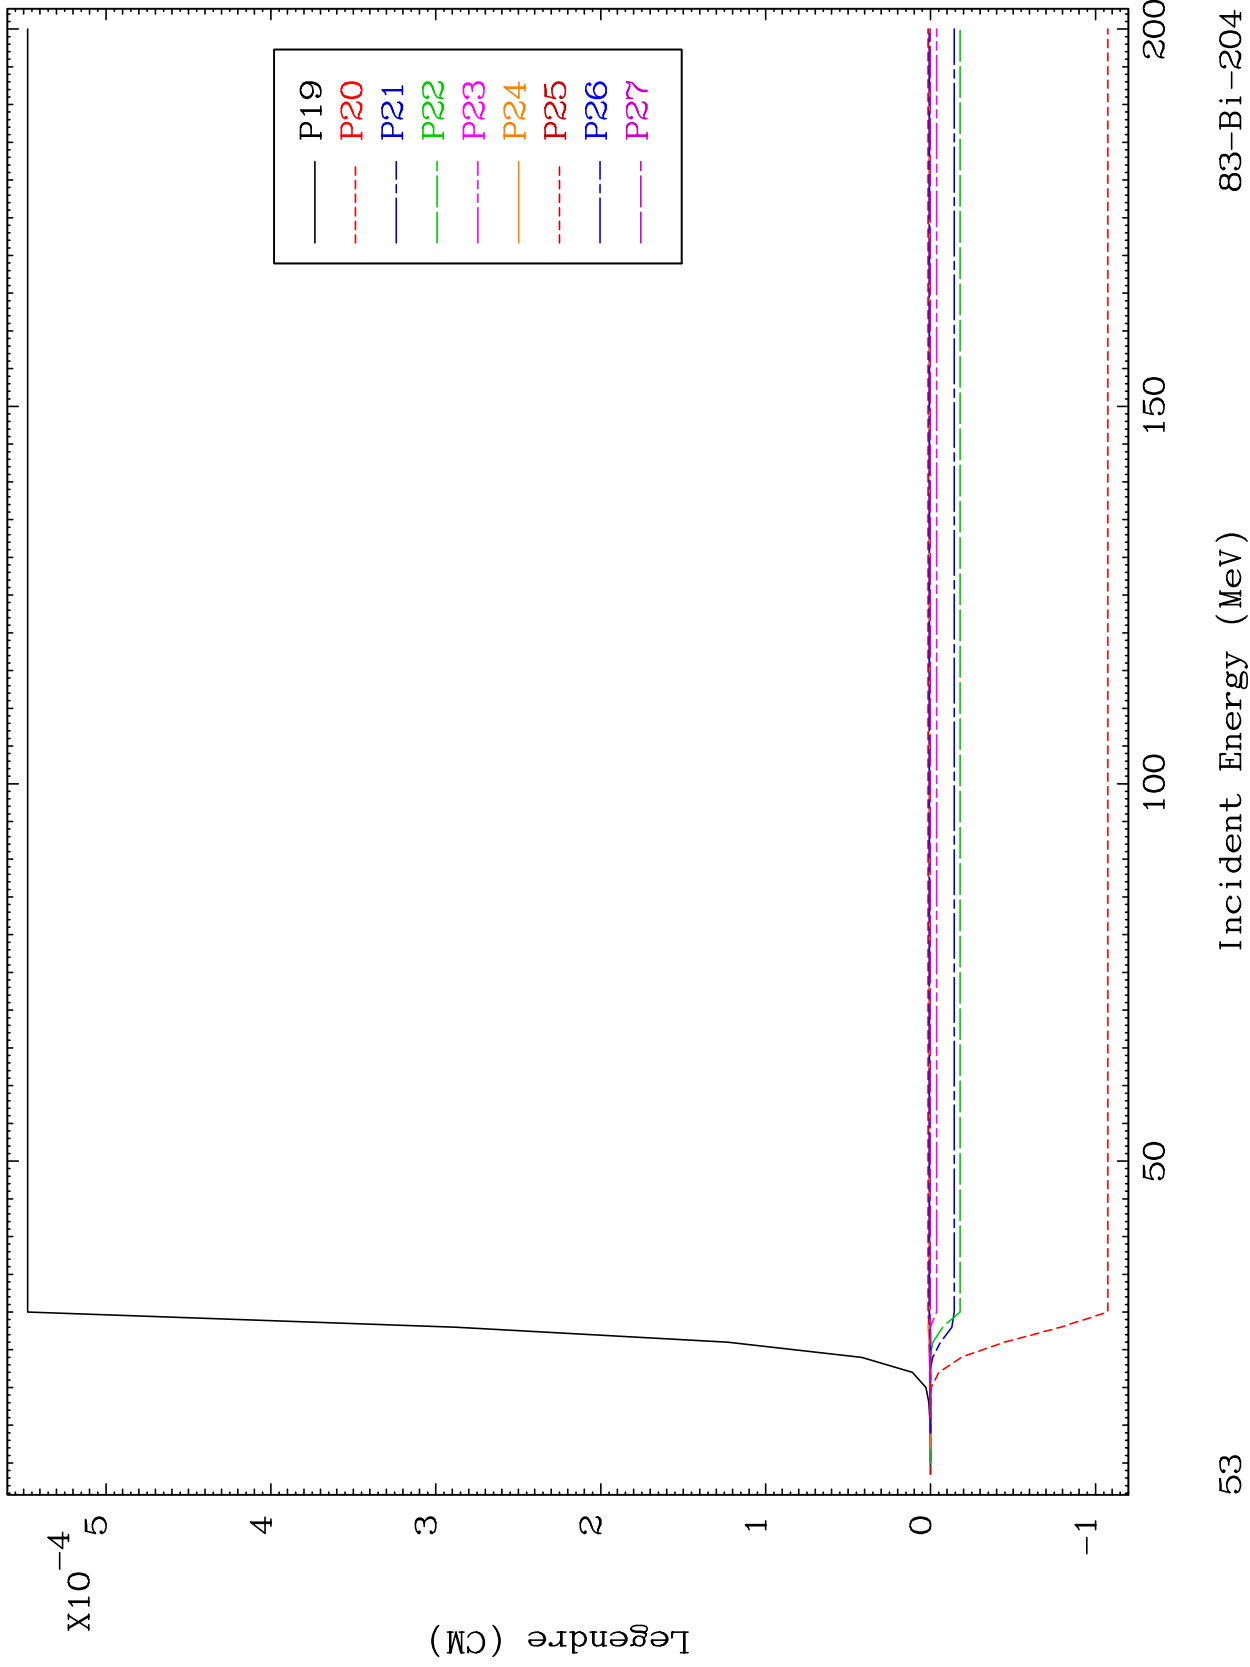 X10-4
5
4
3
2
1
0
-1
Legendre (CM)
P19
P20
P21
P22
P23
P24
P25
P26
P27
50
100
150
200
53
Incident Energy (MeV)
83-Bi-204